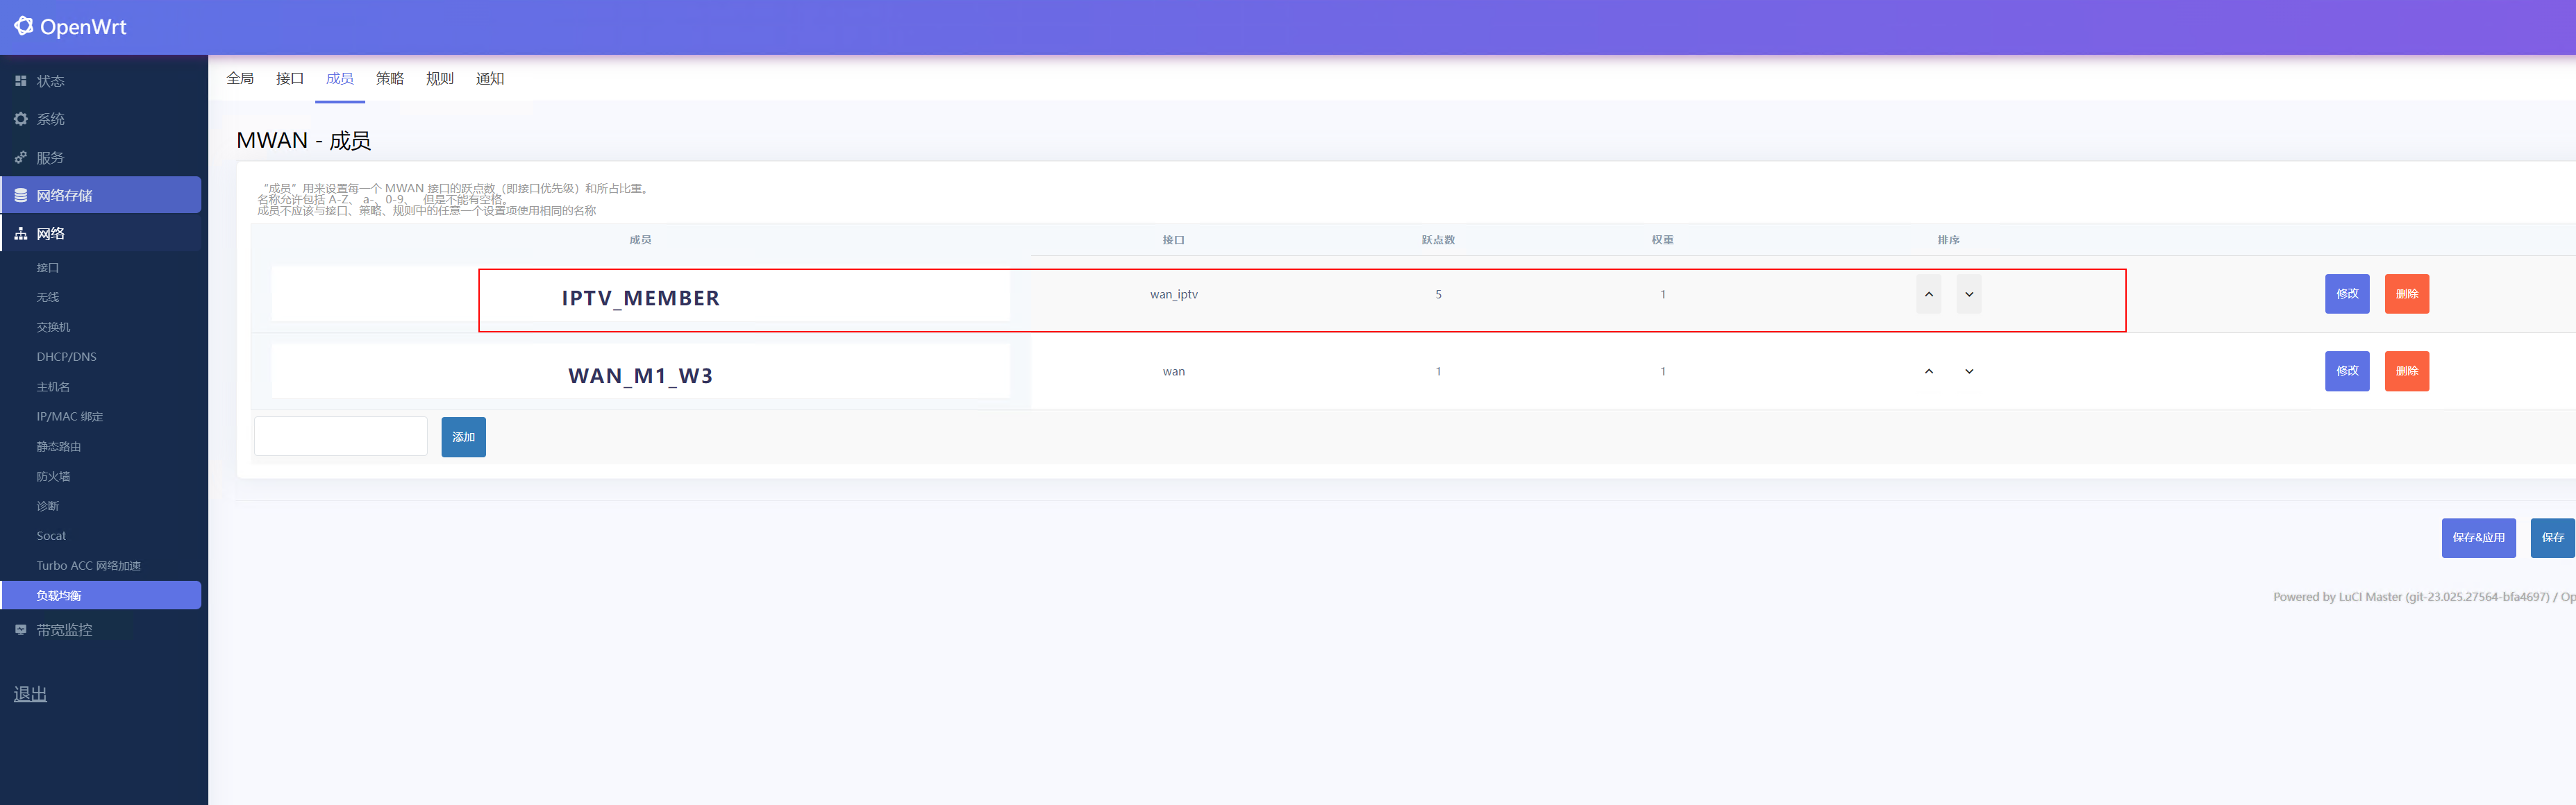 OpenWrt
状态
系统
服务
网络存储
网络
接口
无线
交换机
DHCP/DNS
主机名
IP/MAC 绑定
静态路由
防火墙
诊断
Socat
Turbo ACC 网络加速
负载均衡
带宽监控
退出
全局 接口 成员 策略 规则 通知
MWAN - 成员
“成员”用来设置每一个 MWAN 接口的跃点数（即接口优先级）和所占比重。
名称允许包括 A-Z、 a-、0-9、_ 但是不能有空格。
成员不应该与接口、策略、规则中的任意一个设置项使用相同的名称
成员 接口 跃点数 权重 排序
IPTV_MEMBER wan_iptv 5 1 修改 删除
WAN_M1_W3 wan 1 1 修改 删除
添加
保存&应用 保存
Powered by LuCI Master (git-23.025.27564-bfa4697) / Op